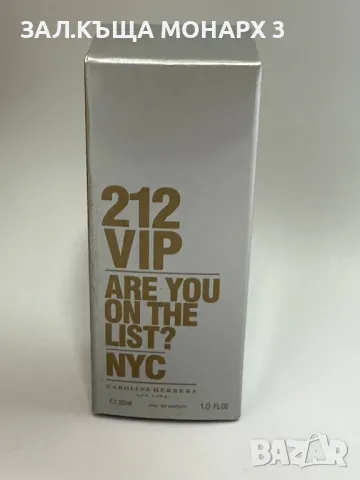 ЗАЛ.КЪЩА МОНАРХ 3
212
VIP
ARE YOU
ON THE
LIST?
NYC
CAROLINA HERRERA
NEW YORK
℮ 30ml eau de parfum 1.0 FL.OZ
BAZAR